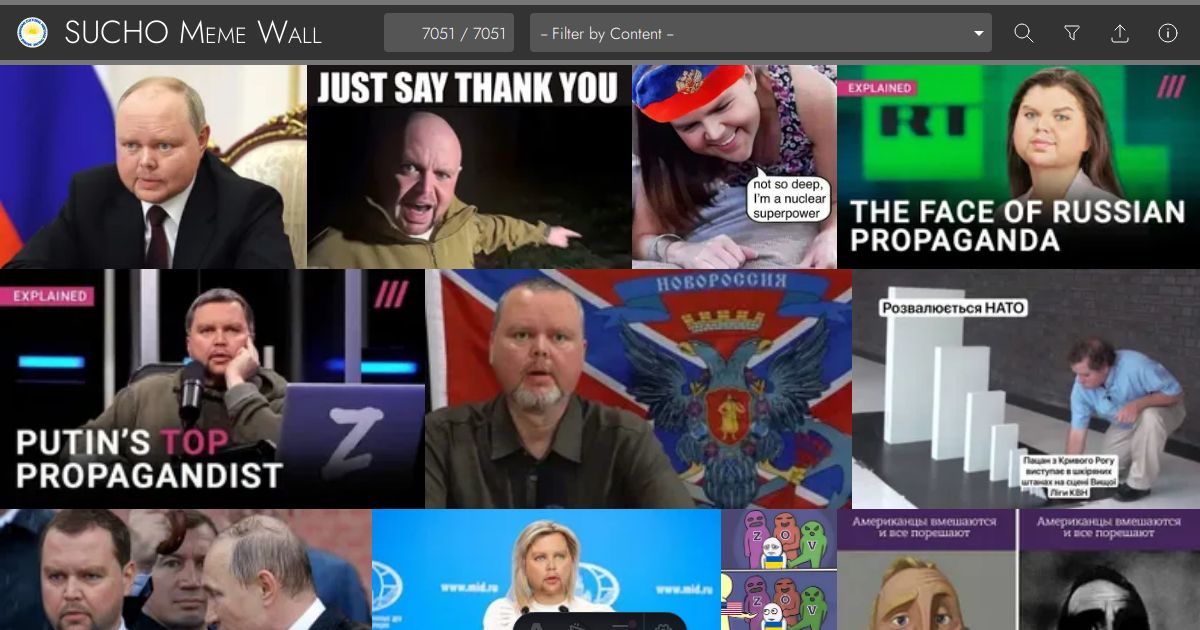 SUCHO MEME WALL
7051 / 7051
-- Filter by Content --
JUST SAY THANK YOU
not so deep,
I'm a nuclear
superpower
EXPLAINED
RT
THE FACE OF RUSSIAN
PROPAGANDA
EXPLAINED
Z
PUTIN'S TOP
PROPAGANDIST
НОВОРОССИЯ
Розвалюється НАТО
Пацан з Кривого Рогу
виступає в шкіряних
штанах на сцені Вищої
Ліги КВН
www.mid.ru
www.mid.ru
Z O V
Z O V
Американцы вмешаются
и все порешают
Американцы вмешаются
и все порешают